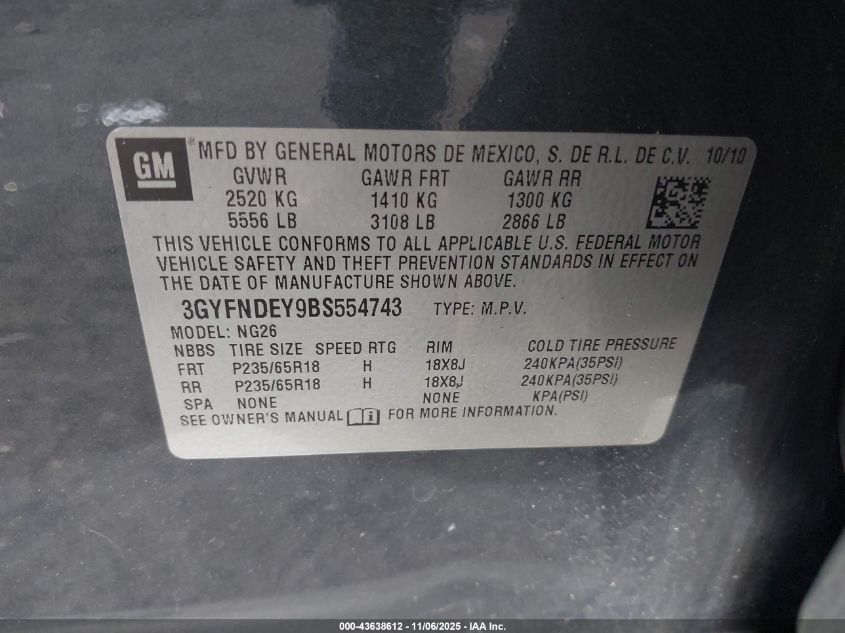 GM
MFD BY GENERAL MOTORS DE MEXICO, S. DE R.L. DE C.V. 10/10
GVWR GAWR FRT GAWR RR
2520 KG 1410 KG 1300 KG
5556 LB 3108 LB 2866 LB
THIS VEHICLE CONFORMS TO ALL APPLICABLE U.S. FEDERAL MOTOR
VEHICLE SAFETY AND THEFT PREVENTION STANDARDS IN EFFECT ON
THE DATE OF MANUFACTURE SHOWN ABOVE.
3GYFNDEY9BS554743 TYPE: M.P.V.
MODEL: NG26
NBBS TIRE SIZE SPEED RTG RIM COLD TIRE PRESSURE
FRT P235/65R18 H 18X8J 240KPA(35PSI)
RR P235/65R18 H 18X8J 240KPA(35PSI)
SPA NONE NONE KPA(PSI)
SEE OWNER'S MANUAL FOR MORE INFORMATION.
000-43638612 - 11/06/2025 - IAA Inc.